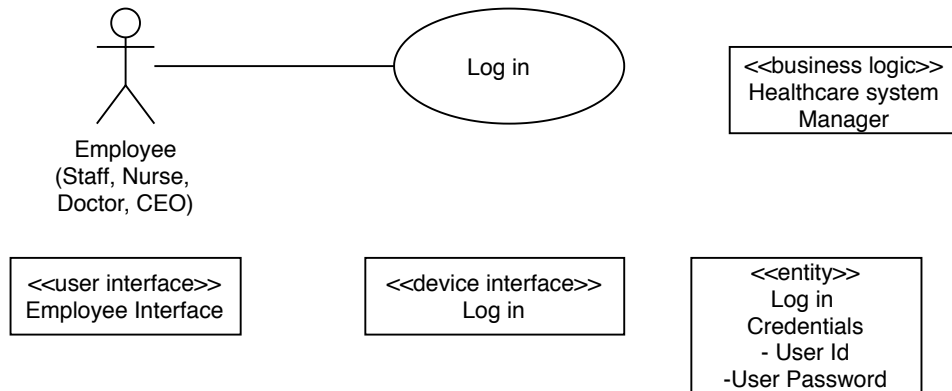 Log in
<<business logic>>
Healthcare system
Manager
Employee
(Staff, Nurse,
Doctor, CEO)
<<user interface>>
Employee Interface
<<device interface>>
Log in
<<entity>>
Log in
Credentials
- User Id
-User Password